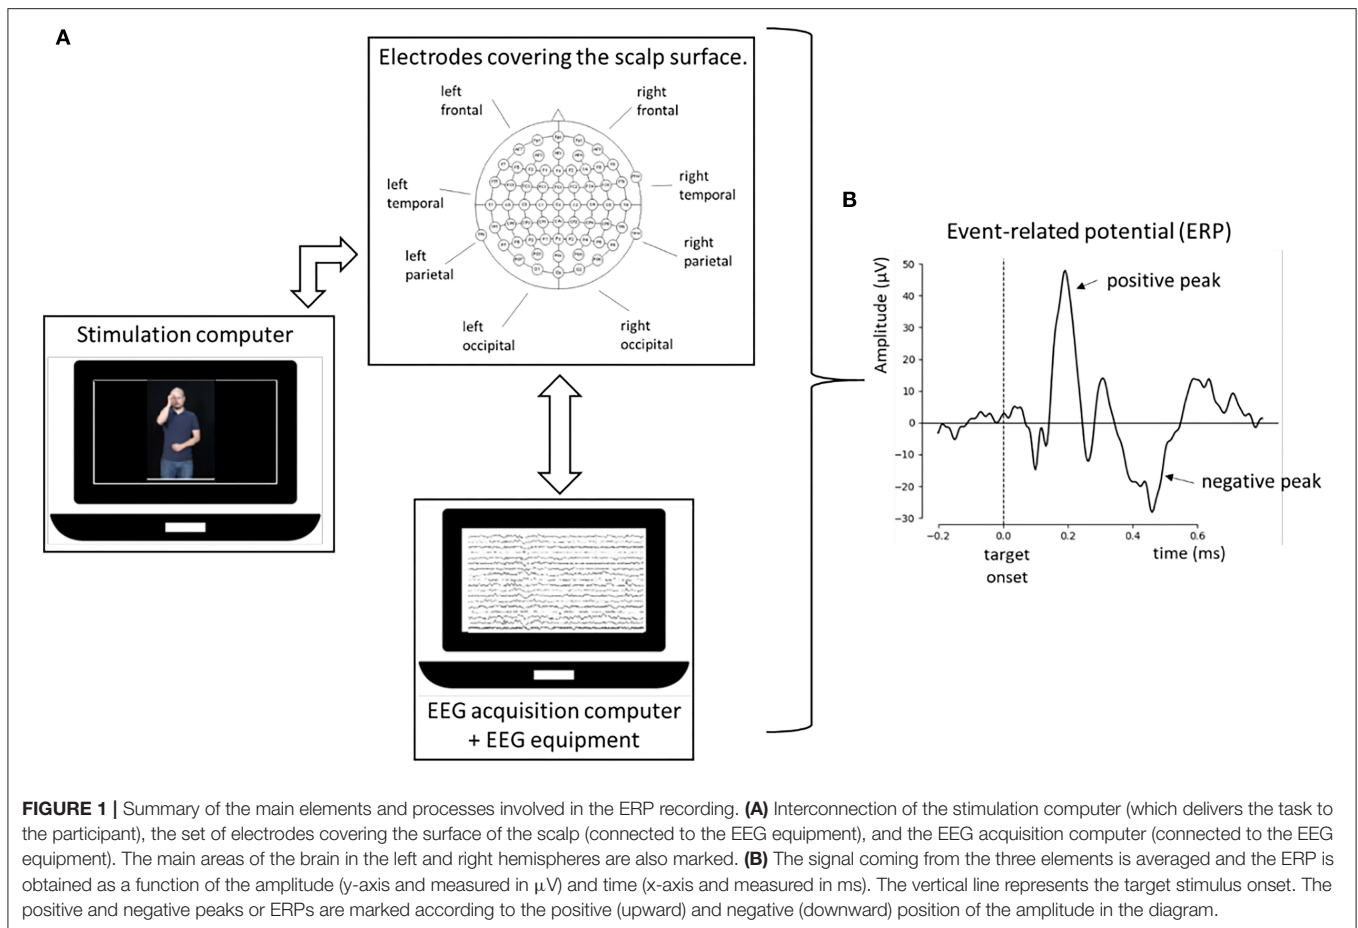 A
Electrodes covering the scalp surface.
left
frontal
right
frontal
left
temporal
right
temporal
left
parietal
right
parietal
left
occipital
right
occipital
Stimulation computer
EEG acquisition computer
+ EEG equipment
B
Event-related potential (ERP)
Amplitude (μV)
50
40
30
20
10
0
−10
−20
−30
positive peak
negative peak
−0.2
0.0
0.2
0.4
0.6
target
onset
time (ms)
FIGURE 1 | Summary of the main elements and processes involved in the ERP recording. (A) Interconnection of the stimulation computer (which delivers the task to
the participant), the set of electrodes covering the surface of the scalp (connected to the EEG equipment), and the EEG acquisition computer (connected to the EEG
equipment). The main areas of the brain in the left and right hemispheres are also marked. (B) The signal coming from the three elements is averaged and the ERP is
obtained as a function of the amplitude (y-axis and measured in μV) and time (x-axis and measured in ms). The vertical line represents the target stimulus onset. The
positive and negative peaks or ERPs are marked according to the positive (upward) and negative (downward) position of the amplitude in the diagram.